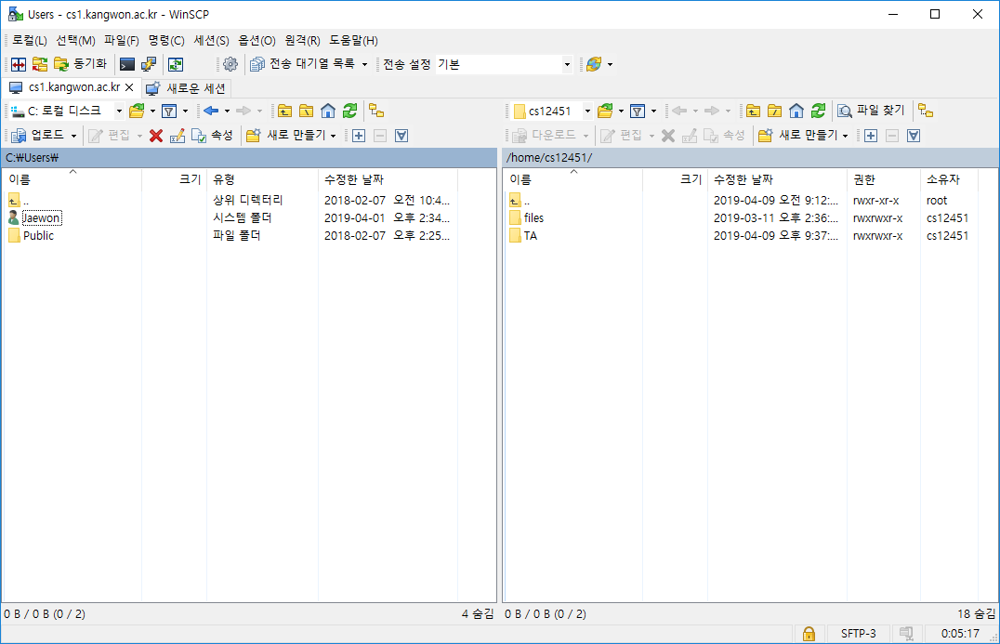 Users - cs1.kangwon.ac.kr - WinSCP
로컬(L) 선택(M) 파일(F) 명령(C) 세션(S) 옵션(O) 원격(R) 도움말(H)
동기화 전송 대기열 목록 전송 설정 기본
cs1.kangwon.ac.kr 새로운 세션
C: 로컬 디스크
업로드 편집 속성 새로 만들기
C:₩Users₩
이름 크기 유형 수정한 날짜
.. 상위 디렉터리 2018-02-07 오전 10:4...
Jaewon 시스템 폴더 2019-04-01 오후 2:34...
Public 파일 폴더 2018-02-07 오후 2:25...
0 B / 0 B (0 / 2) 4 숨김
cs12451 파일 찾기
다운로드 편집 속성 새로 만들기
/home/cs12451/
이름 크기 수정한 날짜 권한 소유자
.. 2019-04-09 오전 9:12:... rwxr-xr-x root
files 2019-03-11 오후 2:36:... rwxrwxr-x cs12451
TA 2019-04-09 오후 9:37:... rwxrwxr-x cs12451
0 B / 0 B (0 / 2) 18 숨김
SFTP-3 0:05:17